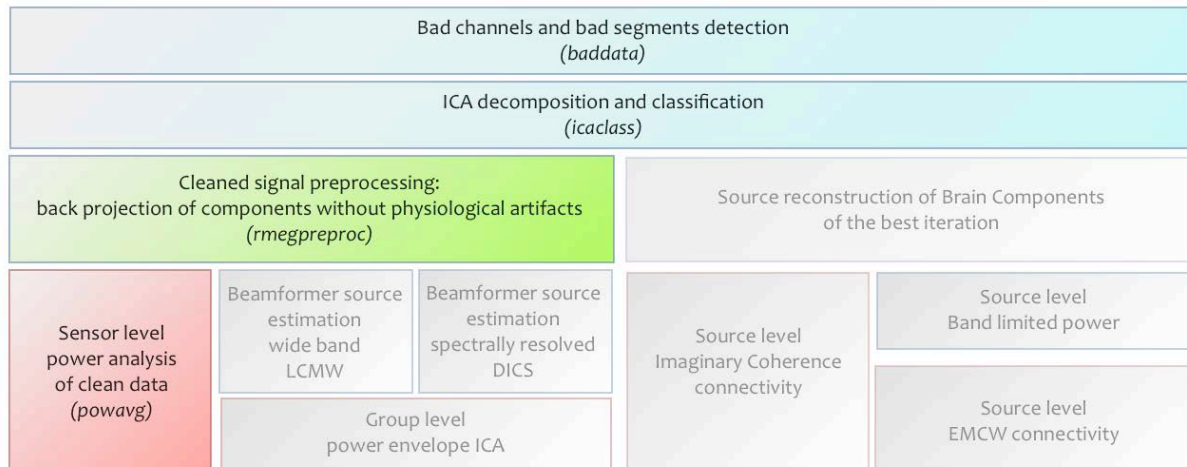 Bad channels and bad segments detection
(baddata)
ICA decomposition and classification
(icaclass)
Cleaned signal preprocessing:
back projection of components without physiological artifacts
(rmegpreproc)
Source reconstruction of Brain Components
of the best iteration
Sensor level
power analysis
of clean data
(powavg)
Beamformer source
estimation
wide band
LCMW
Beamformer source
estimation
spectrally resolved
DICS
Group level
power envelope ICA
Source level
Imaginary Coherence
connectivity
Source level
Band limited power
Source level
EMCW connectivity